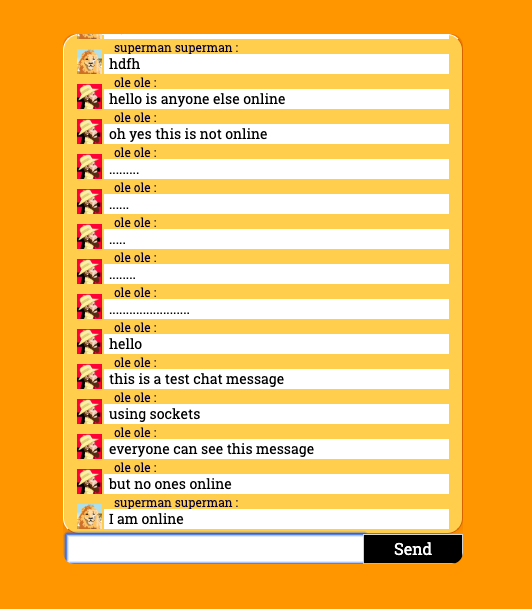 superman superman :
hdfh
ole ole :
hello is anyone else online
ole ole :
oh yes this is not online
ole ole :
.........
ole ole :
......
ole ole :
.....
ole ole :
........
ole ole :
........................
ole ole :
hello
ole ole :
this is a test chat message
ole ole :
using sockets
ole ole :
everyone can see this message
ole ole :
but no ones online
superman superman :
I am online
Send